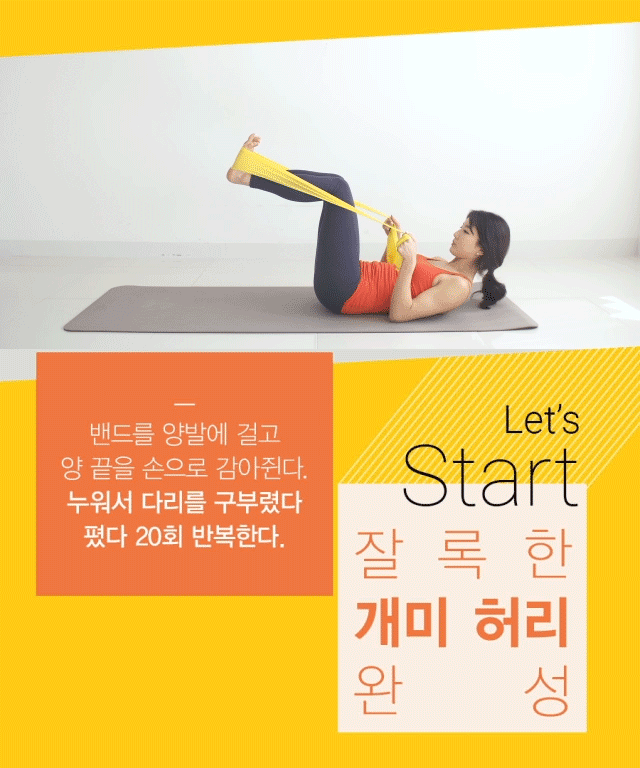 밴드를 양발에 걸고
양 끝을 손으로 감아쥔다.
누워서 다리를 구부렸다
폈다 20회 반복한다.
Let's
Start
잘록한
개미 허리
완성